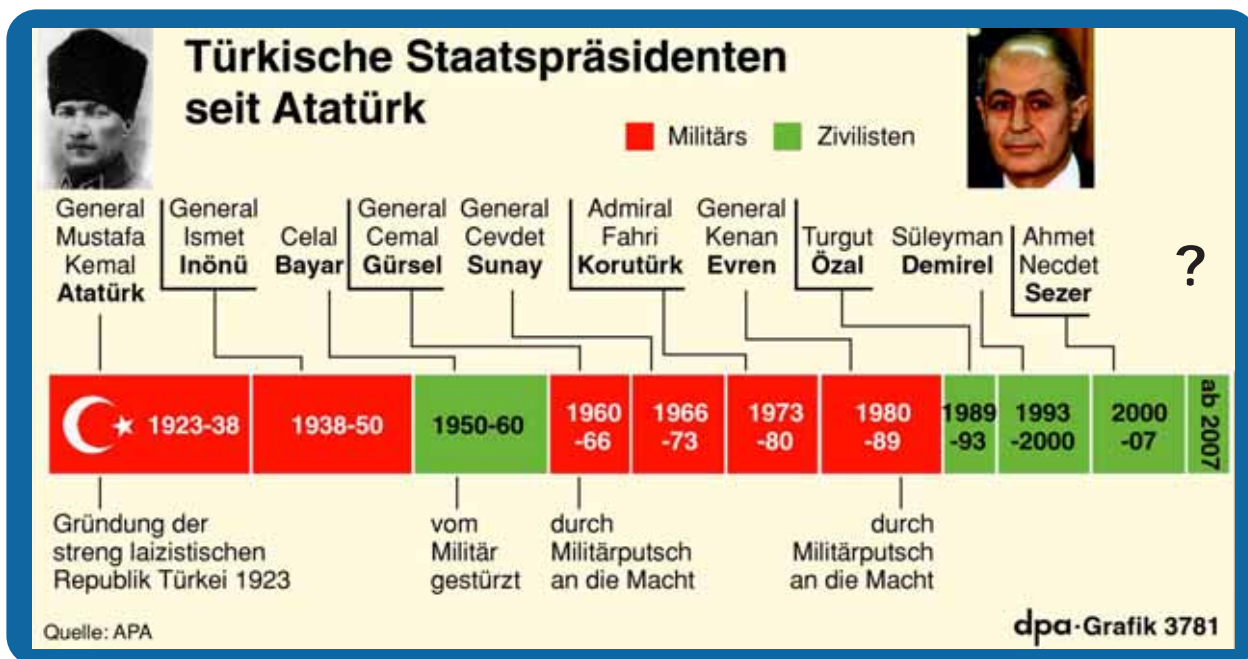 Türkische Staatspräsidenten
seit Atatürk
Militärs
Zivilisten
General
Mustafa
Kemal
Atatürk
General
Ismet
Inönü
Celal
Bayar
General
Cemal
Gürsel
General
Cevdet
Sunay
Admiral
Fahri
Korutürk
General
Kenan
Evren
Turgut
Özal
Süleyman
Demirel
Ahmet
Necdet
Sezer
?
1923-38
1938-50
1950-60
1960
-66
1966
-73
1973
-80
1980
-89
1989
-93
1993
-2000
2000
-07
ab 2007
Gründung der
streng laizistischen
Republik Türkei 1923
vom
Militär
gestürzt
durch
Militärputsch
an die Macht
durch
Militärputsch
an die Macht
Quelle: APA
dpa·Grafik 3781